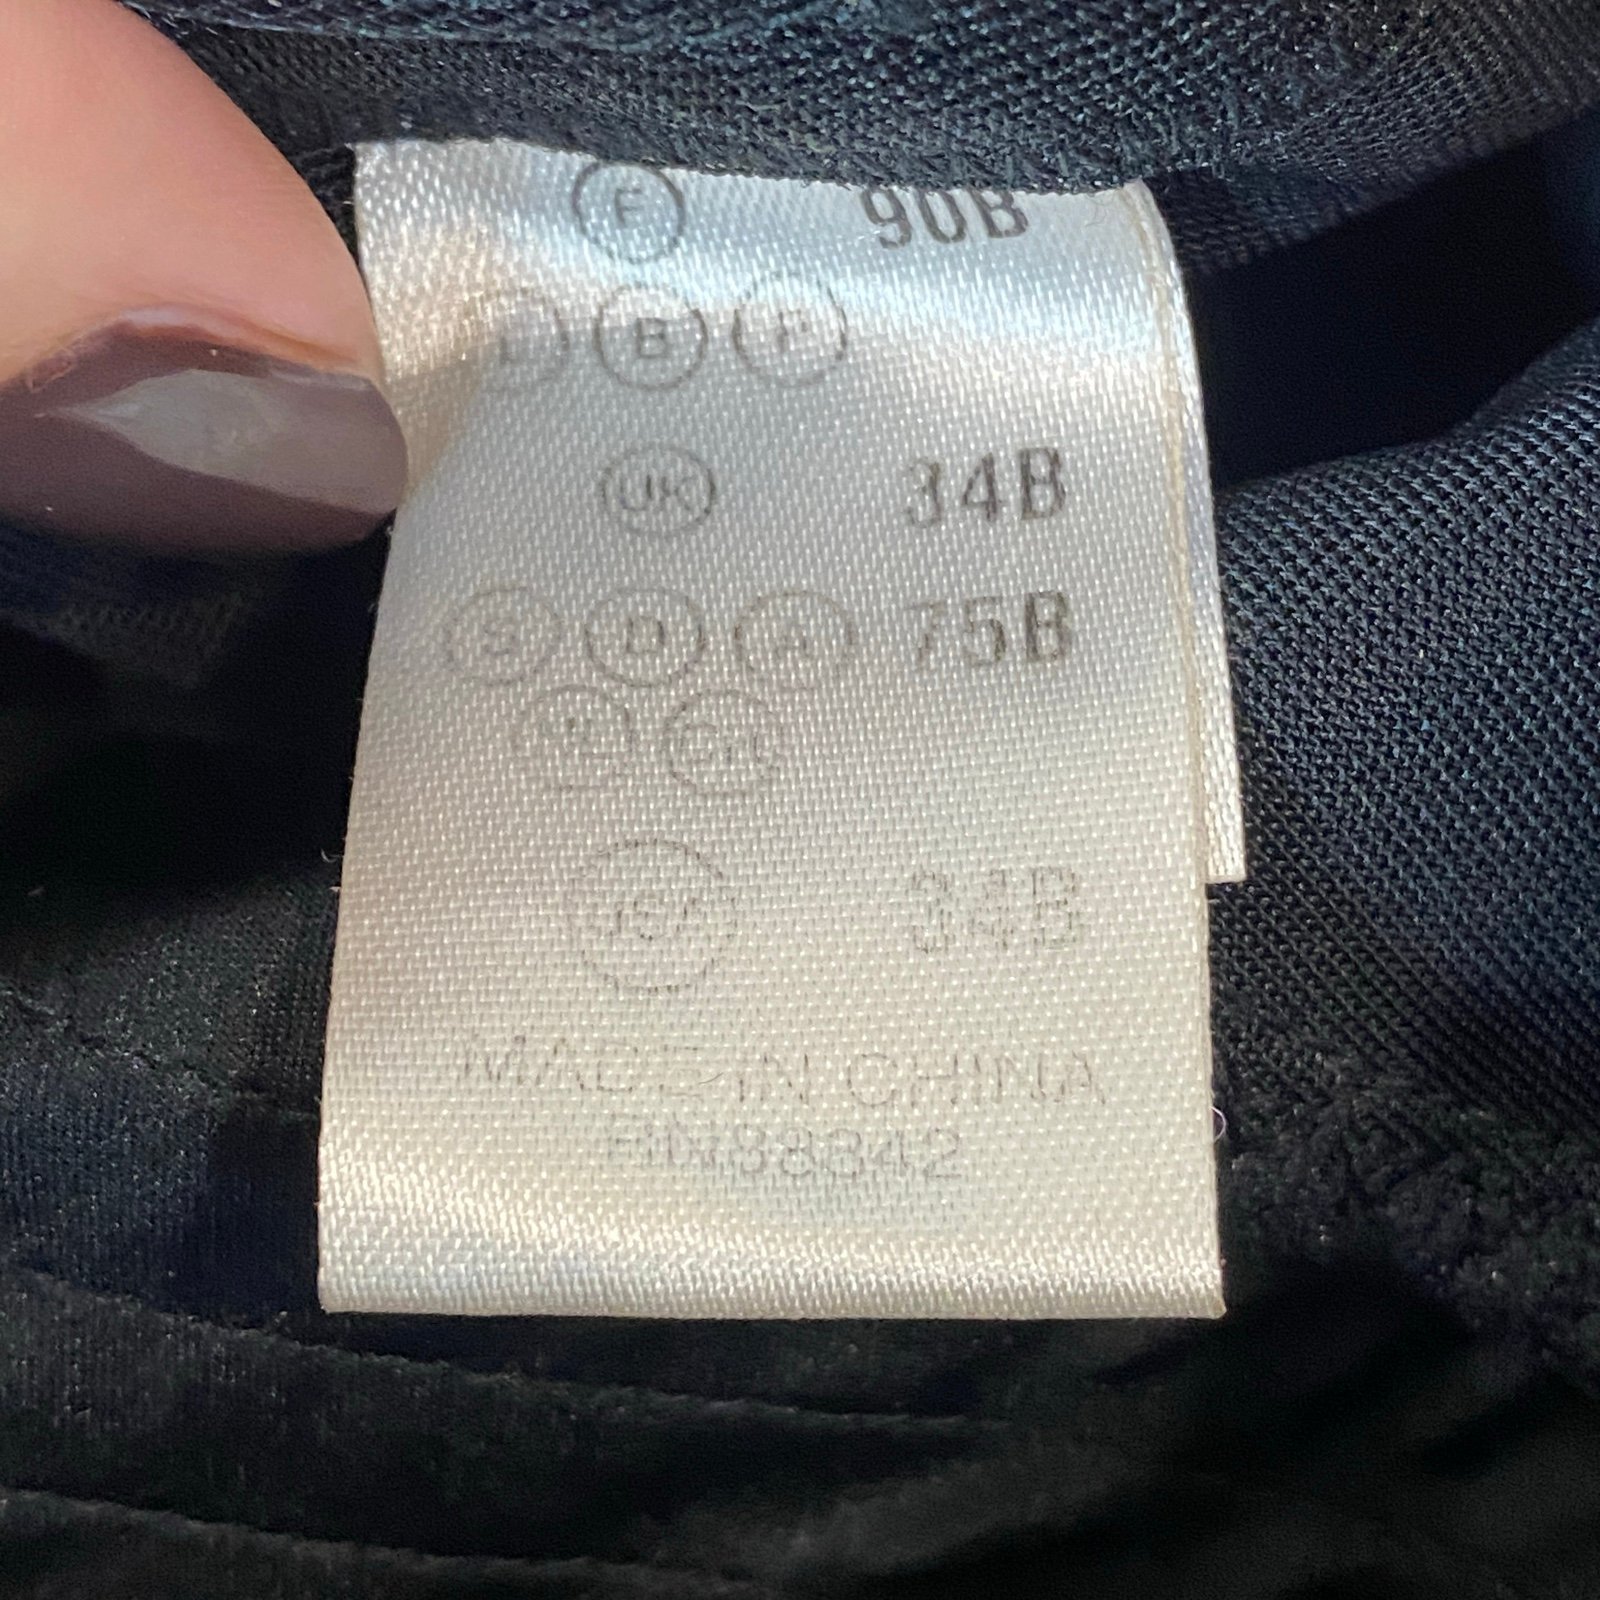 F 90B
B P
UK 34B
S D A 75B
34B
MADE IN CHINA